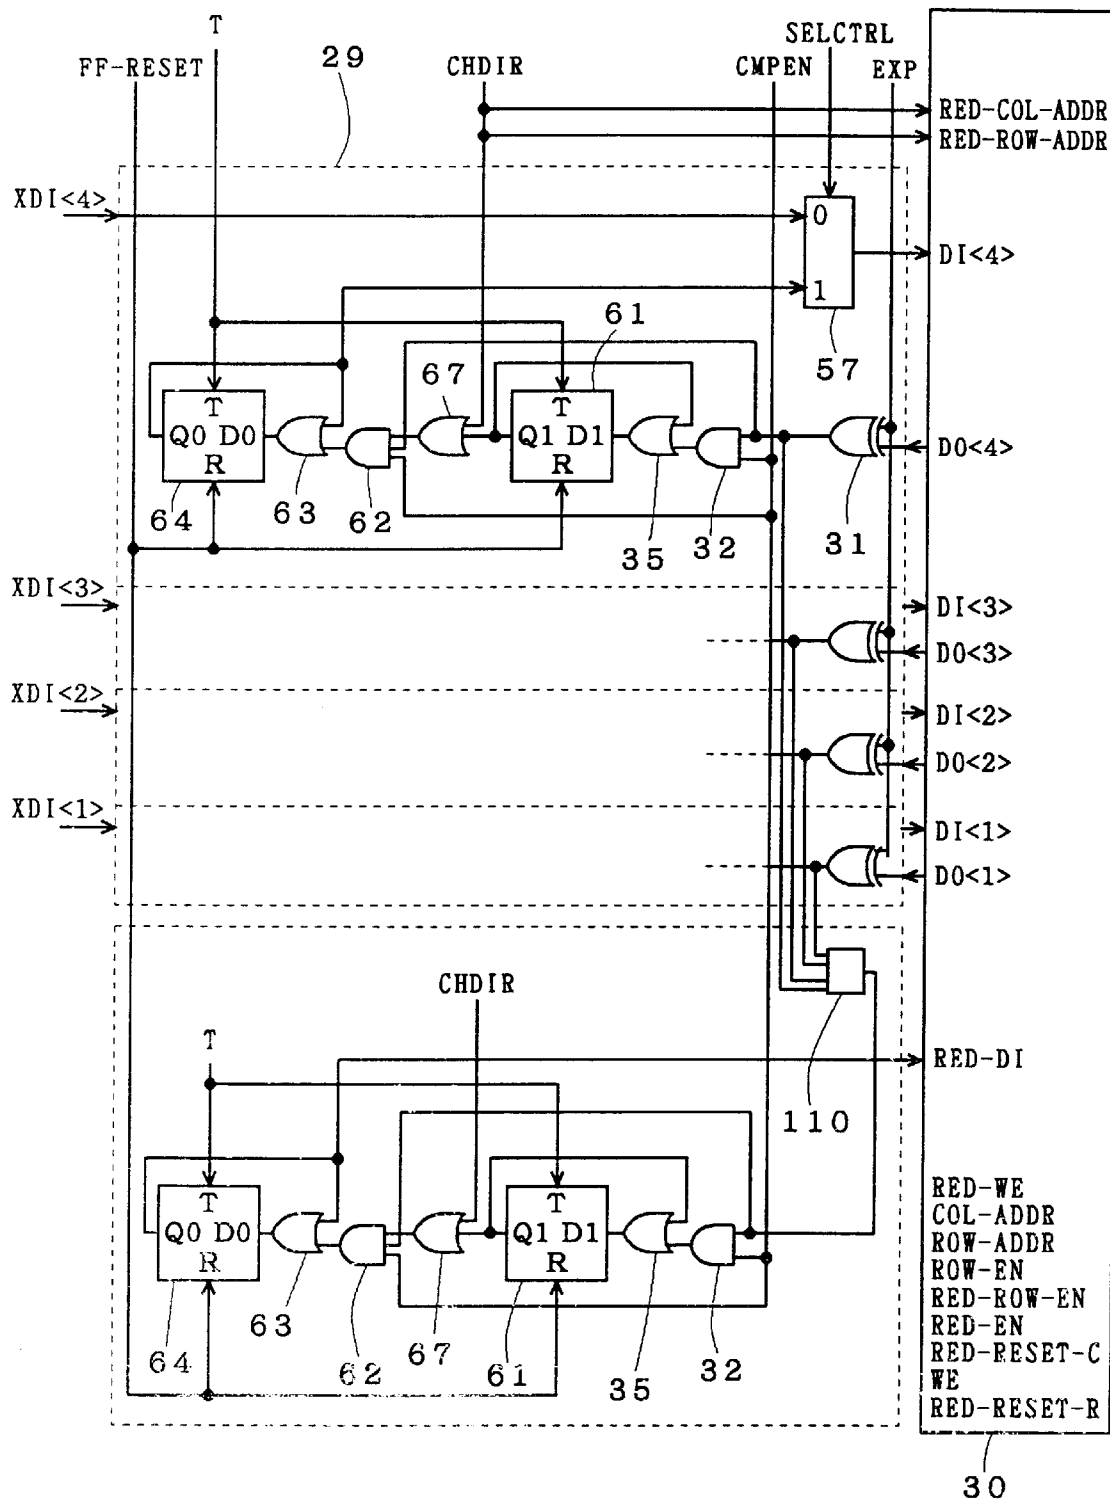 T
SELCTRL
FF-RESET
29
CHDIR
CMPEN
EXP
RED-COL-ADDR
RED-ROW-ADDR
XDI<4>
0
DI<4>
1
61
57
67
T
Q0 D0
R
T
Q1 D1
R
DO<4>
64
63
62
35
32
31
XDI<3>
DI<3>
DO<3>
XDI<2>
DI<2>
DO<2>
XDI<1>
DI<1>
DO<1>
CHDIR
110
T
RED-DI
T
Q0 D0
R
T
Q1 D1
R
64
63
62
67
61
35
32
RED-WE
COL-ADDR
ROW-ADDR
ROW-EN
RED-ROW-EN
RED-EN
RED-RESET-C
WE
RED-RESET-R
30